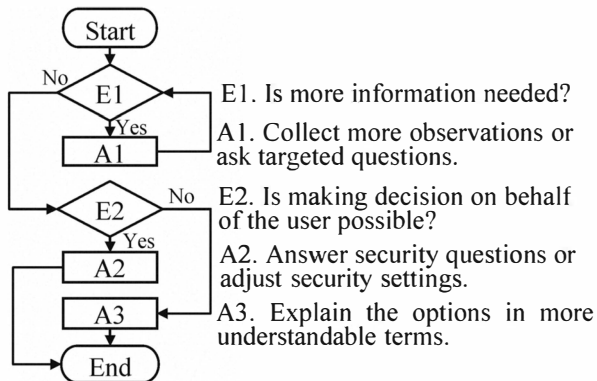 Start
No
E1
E1. Is more information needed?
Yes
A1
A1. Collect more observations or
ask targeted questions.
E2
No
E2. Is making decision on behalf
of the user possible?
Yes
A2
A2. Answer security questions or
adjust security settings.
A3
A3. Explain the options in more
understandable terms.
End